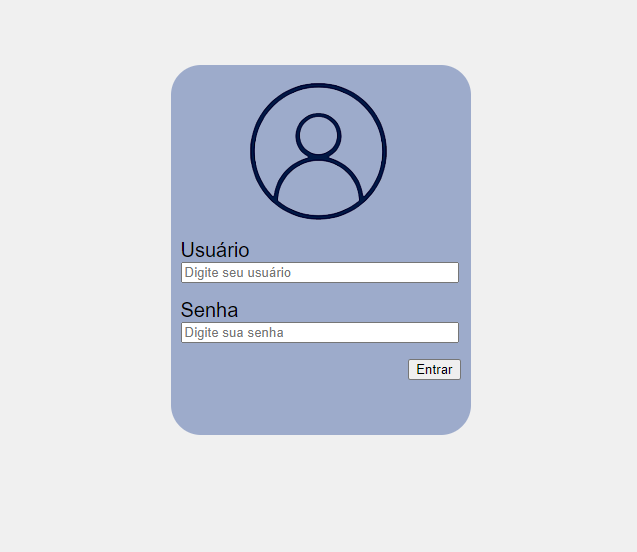 Usuário
Digite seu usuário
Senha
Digite sua senha
Entrar